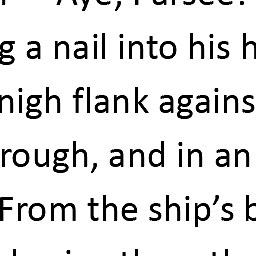 Aye, Parsee!
g a nail into his h
nigh flank agains
rough, and in an
From the ship's b